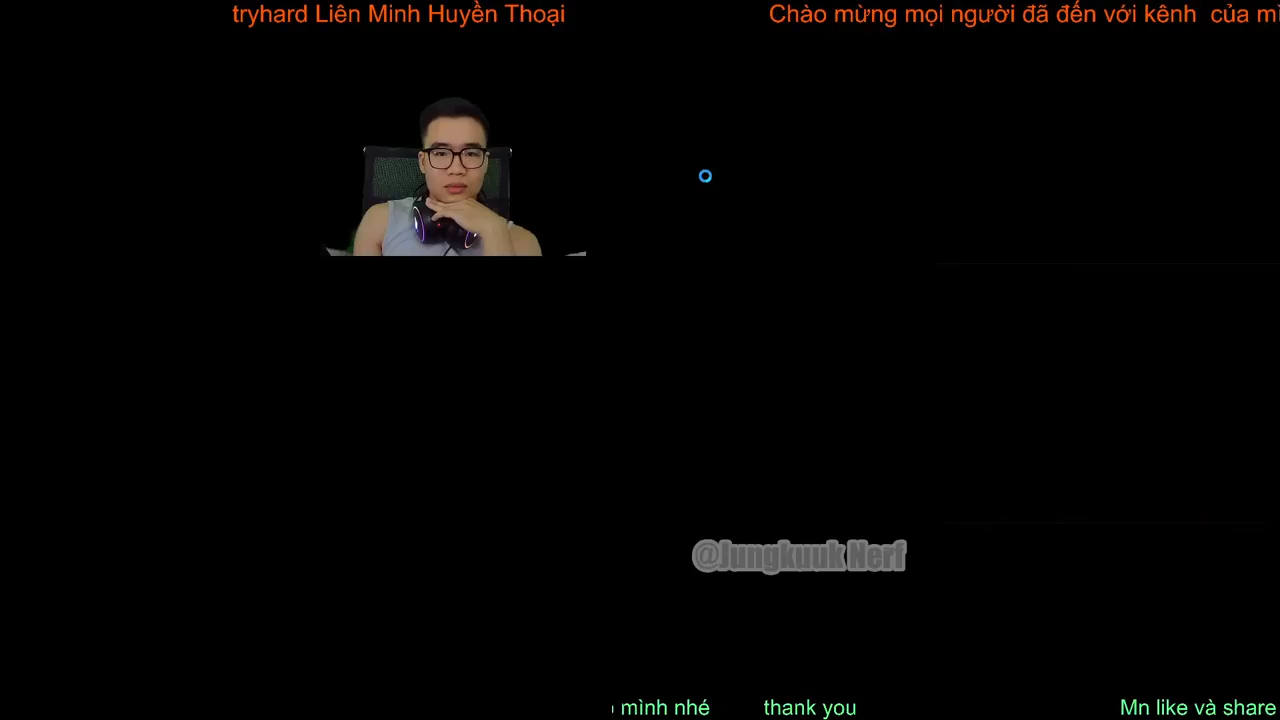 tryhard Liên Minh Huyền Thoại
Chào mừng mọi người đã đến với kênh của
@Jungkuuk Nerf
mình nhé
thank you
Mn like và share